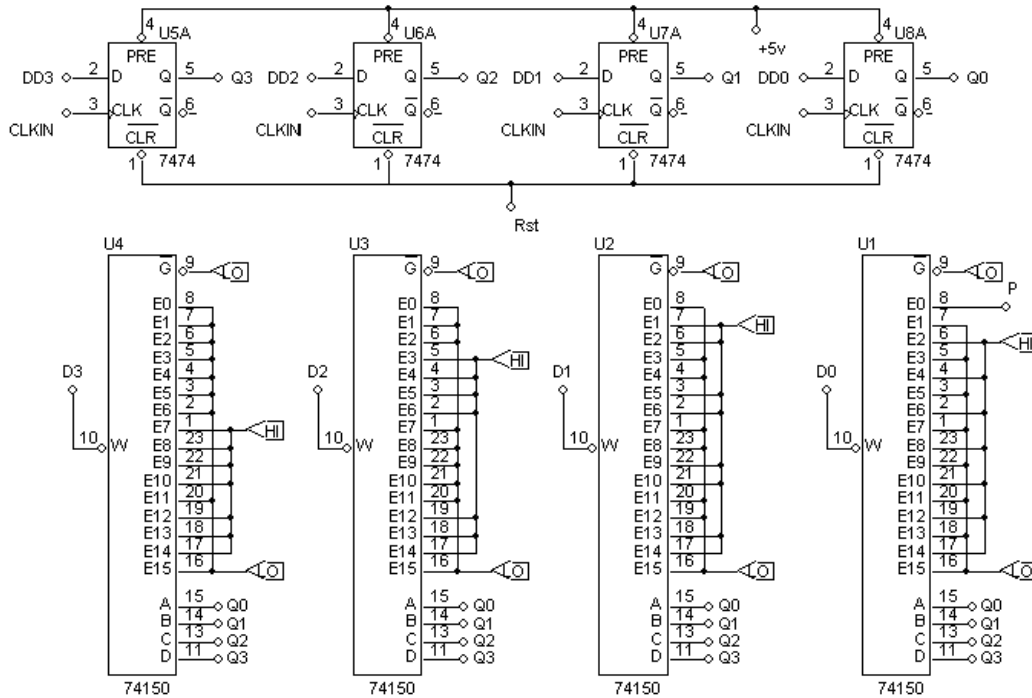 4 U5A 4 U6A 4 U7A 4 U8A
+5v
PRE PRE PRE PRE
DD3 2 D Q 5 Q3 DD2 2 D Q 5 Q2 DD1 2 D Q 5 Q1 DD0 2 D Q 5 Q0
3 CLK Q 6 3 CLK Q 6 3 CLK Q 6 3 CLK Q 6
CLKIN CLKIN CLKIN CLKIN
CLR CLR CLR CLR
1 7474 1 7474 1 7474 1 7474
Rst
U4 U3 U2 U1
G 9 LO G 9 LO G 9 LO G 9 LO
P
E0 8 E0 8 E0 8 E0 8
E1 7 E1 7 E1 7 HI E1 7
E2 6 E2 6 E2 6 E2 6 HI
E3 5 E3 5 HI E3 5 E3 5
D3 E4 4 D2 E4 4 D1 E4 4 D0 E4 4
E5 3 E5 3 E5 3 E5 3
E6 2 E6 2 E6 2 E6 2
E7 1 HI E7 1 E7 1 E7 1
10 W E8 23 10 W E8 23 10 W E8 23 10 W E8 23
E9 22 E9 22 E9 22 E9 22
E10 21 E10 21 E10 21 E10 21
E11 20 E11 20 E11 20 E11 20
E12 19 E12 19 E12 19 E12 19
E13 18 E13 18 E13 18 E13 18
E14 17 E14 17 E14 17 E14 17
E15 16 LO E15 16 LO E15 16 LO E15 16 LO
A 15 Q0 A 15 Q0 A 15 Q0 A 15 Q0
B 14 Q1 B 14 Q1 B 14 Q1 B 14 Q1
C 13 Q2 C 13 Q2 C 13 Q2 C 13 Q2
D 11 Q3 D 11 Q3 D 11 Q3 D 11 Q3
74150 74150 74150 74150